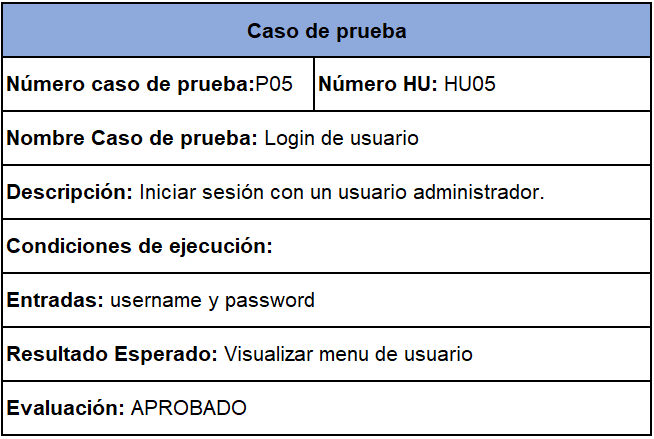 Caso de prueba
Número caso de prueba:P05
Número HU: HU05
Nombre Caso de prueba: Login de usuario
Descripción: Iniciar sesión con un usuario administrador.
Condiciones de ejecución:
Entradas: username y password
Resultado Esperado: Visualizar menu de usuario
Evaluación: APROBADO